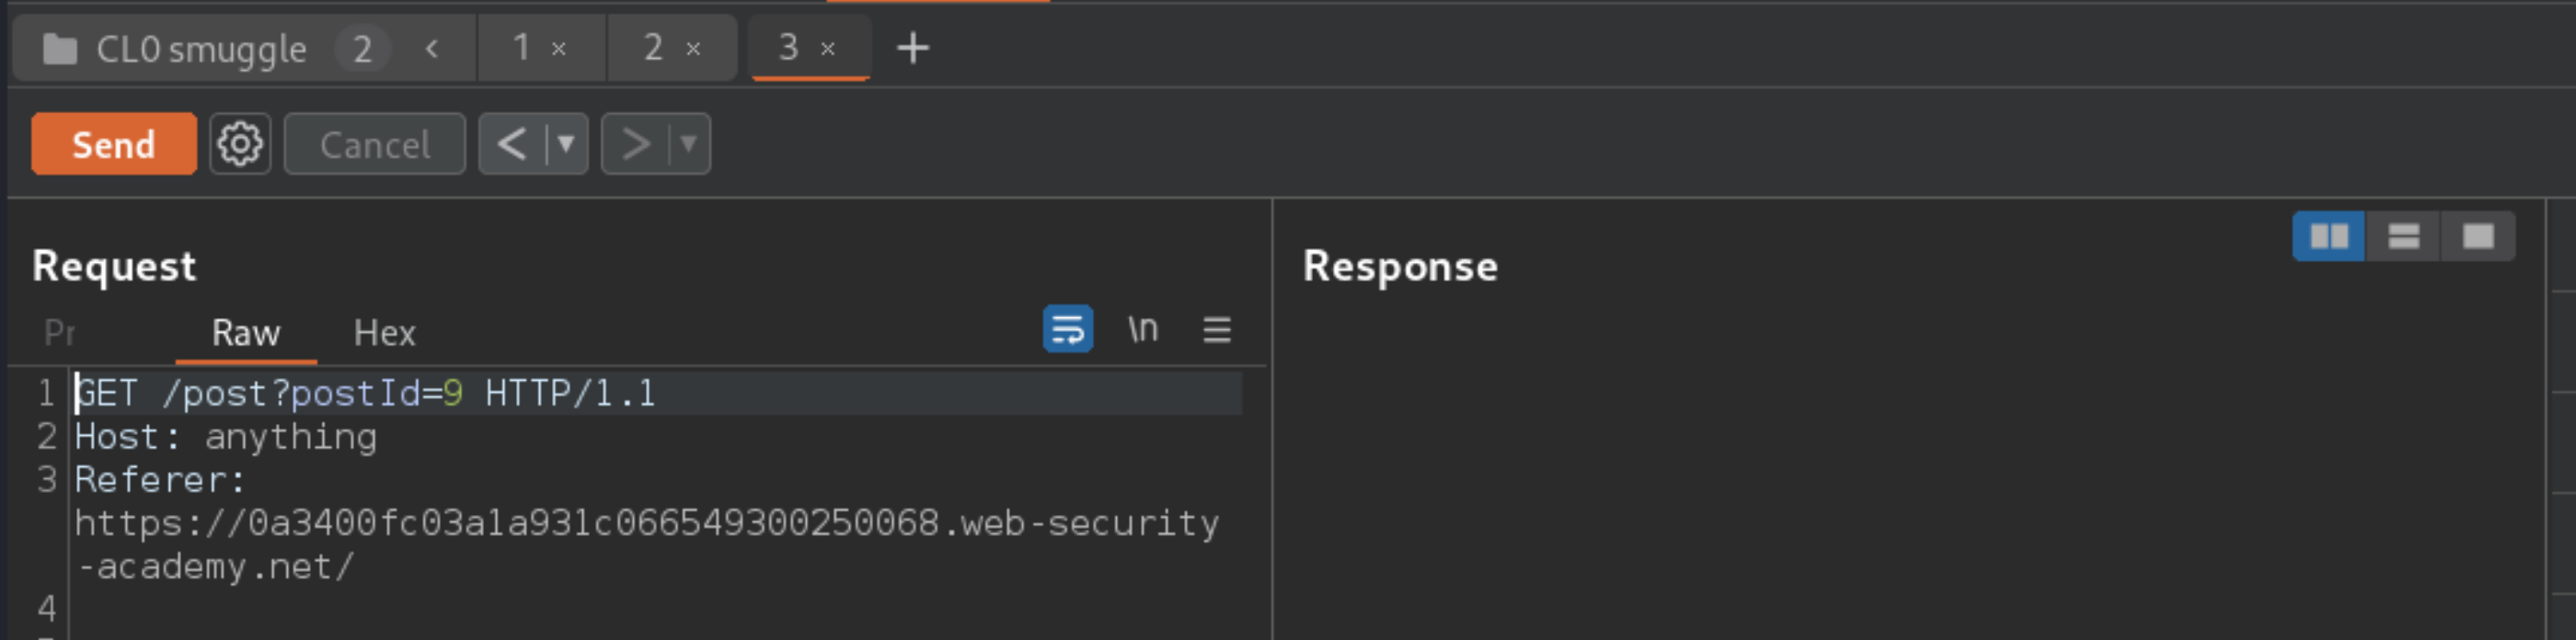 CL0 smuggle 2 < 1 × 2 × 3 × +
Send Cancel < ▼ > ▼
Request
Response
Pr Raw Hex \n
1 GET /post?postId=9 HTTP/1.1
2 Host: anything
3 Referer:
https://0a3400fc03a1a931c066549300250068.web-security
-academy.net/
4